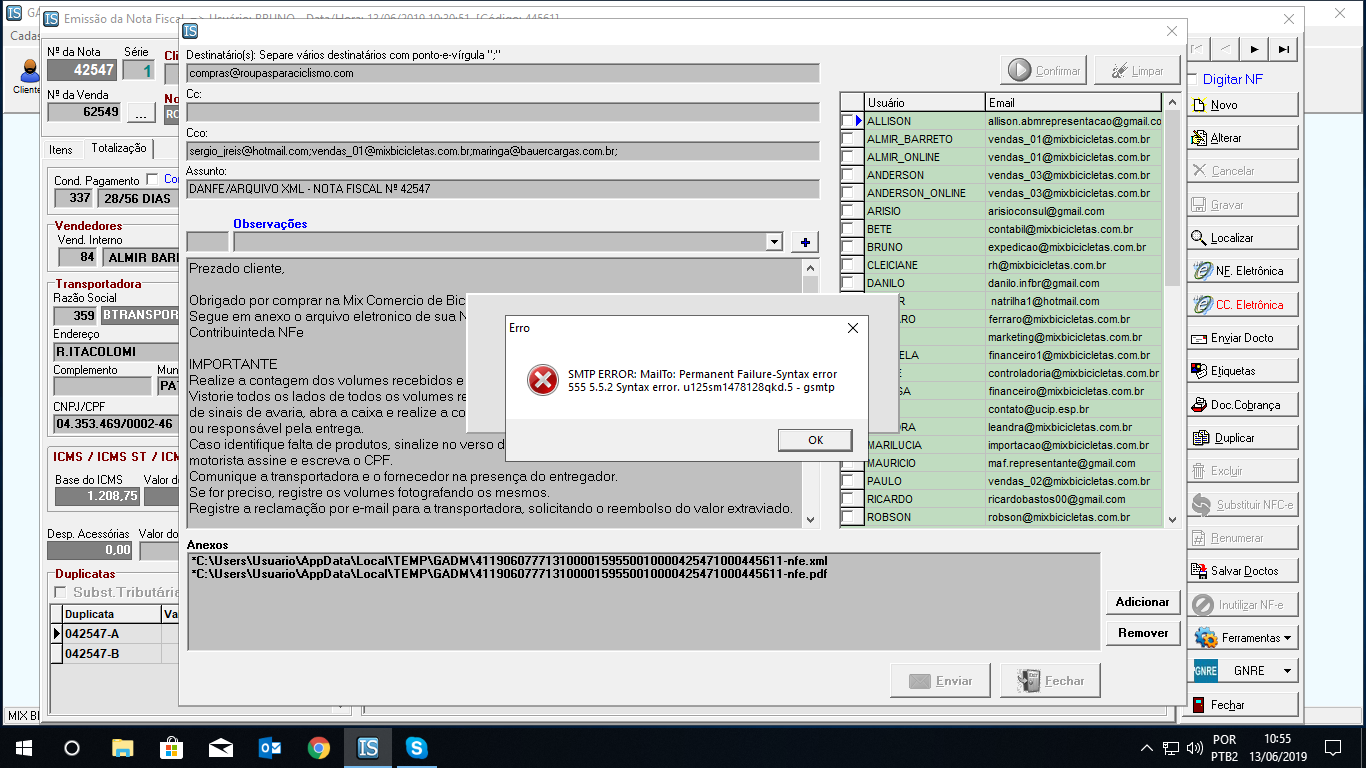 GA
Emissão da Nota Fiscal => Usuário: BRUNO - Data/Hora: 13/06/2019 10:39:51 [Código: 44561]
Cadas
Cliente
Nº da Nota
Série
Cli
42547
1
Nº da Venda
No
62549
...
RO
Itens
Totalização
Cond. Pagamento
Co
337
28/56 DIAS
Vendedores
Vend. Interno
84
ALMIR BARI
Transportadora
Razão Social
359
BTRANSPOR
Endereço
R.ITACOLOMI
Complemento
Mun
PAT
CNPJ/CPF
04.353.469/0002-46
ICMS / ICMS ST / ICM
Base do ICMS
Valor do
1.208,75
Desp. Acessórias
Valor do
0,00
Duplicatas
Subst.Tributária
Duplicata
Va
042547-A
042547-B
MIX BI
IS
Destinatário(s): Separe vários destinatários com ponto-e-vírgula ";"
compras@roupasparaciclismo.com
Cc:
Cco:
sergio_jreis@hotmail.com;vendas_01@mixbicicletas.com.br;maringa@bauercargas.com.br;
Assunto:
DANFE/ARQUIVO XML - NOTA FISCAL Nº 42547
Observações
+
Prezado cliente,
Obrigado por comprar na Mix Comercio de Bic
Segue em anexo o arquivo eletronico de sua N
Contribuinteda NFe
IMPORTANTE
Realize a contagem dos volumes recebidos e
Vistorie todos os lados de todos os volumes re
de sinais de avaria, abra a caixa e realize a co
ou responsável pela entrega.
Caso identifique falta de produtos, sinalize no verso d
motorista assine e escreva o CPF.
Comunique a transportadora e o fornecedor na presença do entregador.
Se for preciso, registre os volumes fotografando os mesmos.
Registre a reclamação por e-mail para a transportadora, solicitando o reembolso do valor extraviado.
Anexos
*C:\Users\Usuario\AppData\Local\TEMP\GADM\41190607771310000159550010000425471000445611-nfe.xml
*C:\Users\Usuario\AppData\Local\TEMP\GADM\41190607771310000159550010000425471000445611-nfe.pdf
Adicionar
Remover
Enviar
Fechar
Confirmar
Limpar
Usuário Email
ALLISON allison.abmrepresentacao@gmail.co
ALMIR_BARRETO vendas_01@mixbicicletas.com.br
ALMIR_ONLINE vendas_01@mixbicicletas.com.br
ANDERSON vendas_03@mixbicicletas.com.br
ANDERSON_ONLINE vendas_03@mixbicicletas.com.br
ARISIO arisioconsul@gmail.com
BETE contabil@mixbicicletas.com.br
BRUNO expedicao@mixbicicletas.com.br
CLEICIANE rh@mixbicicletas.com.br
DANILO danilo.infbr@gmail.com
R natrilha1@hotmail.com
RO ferraro@mixbicicletas.com.br
marketing@mixbicicletas.com.br
ELA financeiro1@mixbicicletas.com.br
E controladoria@mixbicicletas.com.br
GA financeiro@mixbicicletas.com.br
contato@ucip.esp.br
RA leandra@mixbicicletas.com.br
MARILUCIA importacao@mixbicicletas.com.br
MAURICIO maf.representante@gmail.com
PAULO vendas_02@mixbicicletas.com.br
RICARDO ricardobastos00@gmail.com
ROBSON robson@mixbicicletas.com.br
Erro
SMTP ERROR: MailTo: Permanent Failure-Syntax error
555 5.5.2 Syntax error. u125sm1478128qkd.5 - gsmtp
OK
Digitar NF
Novo
Alterar
Cancelar
Gravar
Localizar
NF. Eletrônica
CC. Eletrônica
Enviar Docto
Etiquetas
Doc.Cobrança
Duplicar
Excluir
Substituir NFC-e
Renumerar
Salvar Doctos
Inutilizar NF-e
Ferramentas
GNRE
GNRE
Fechar
IS
POR
PTB2
10:55
13/06/2019